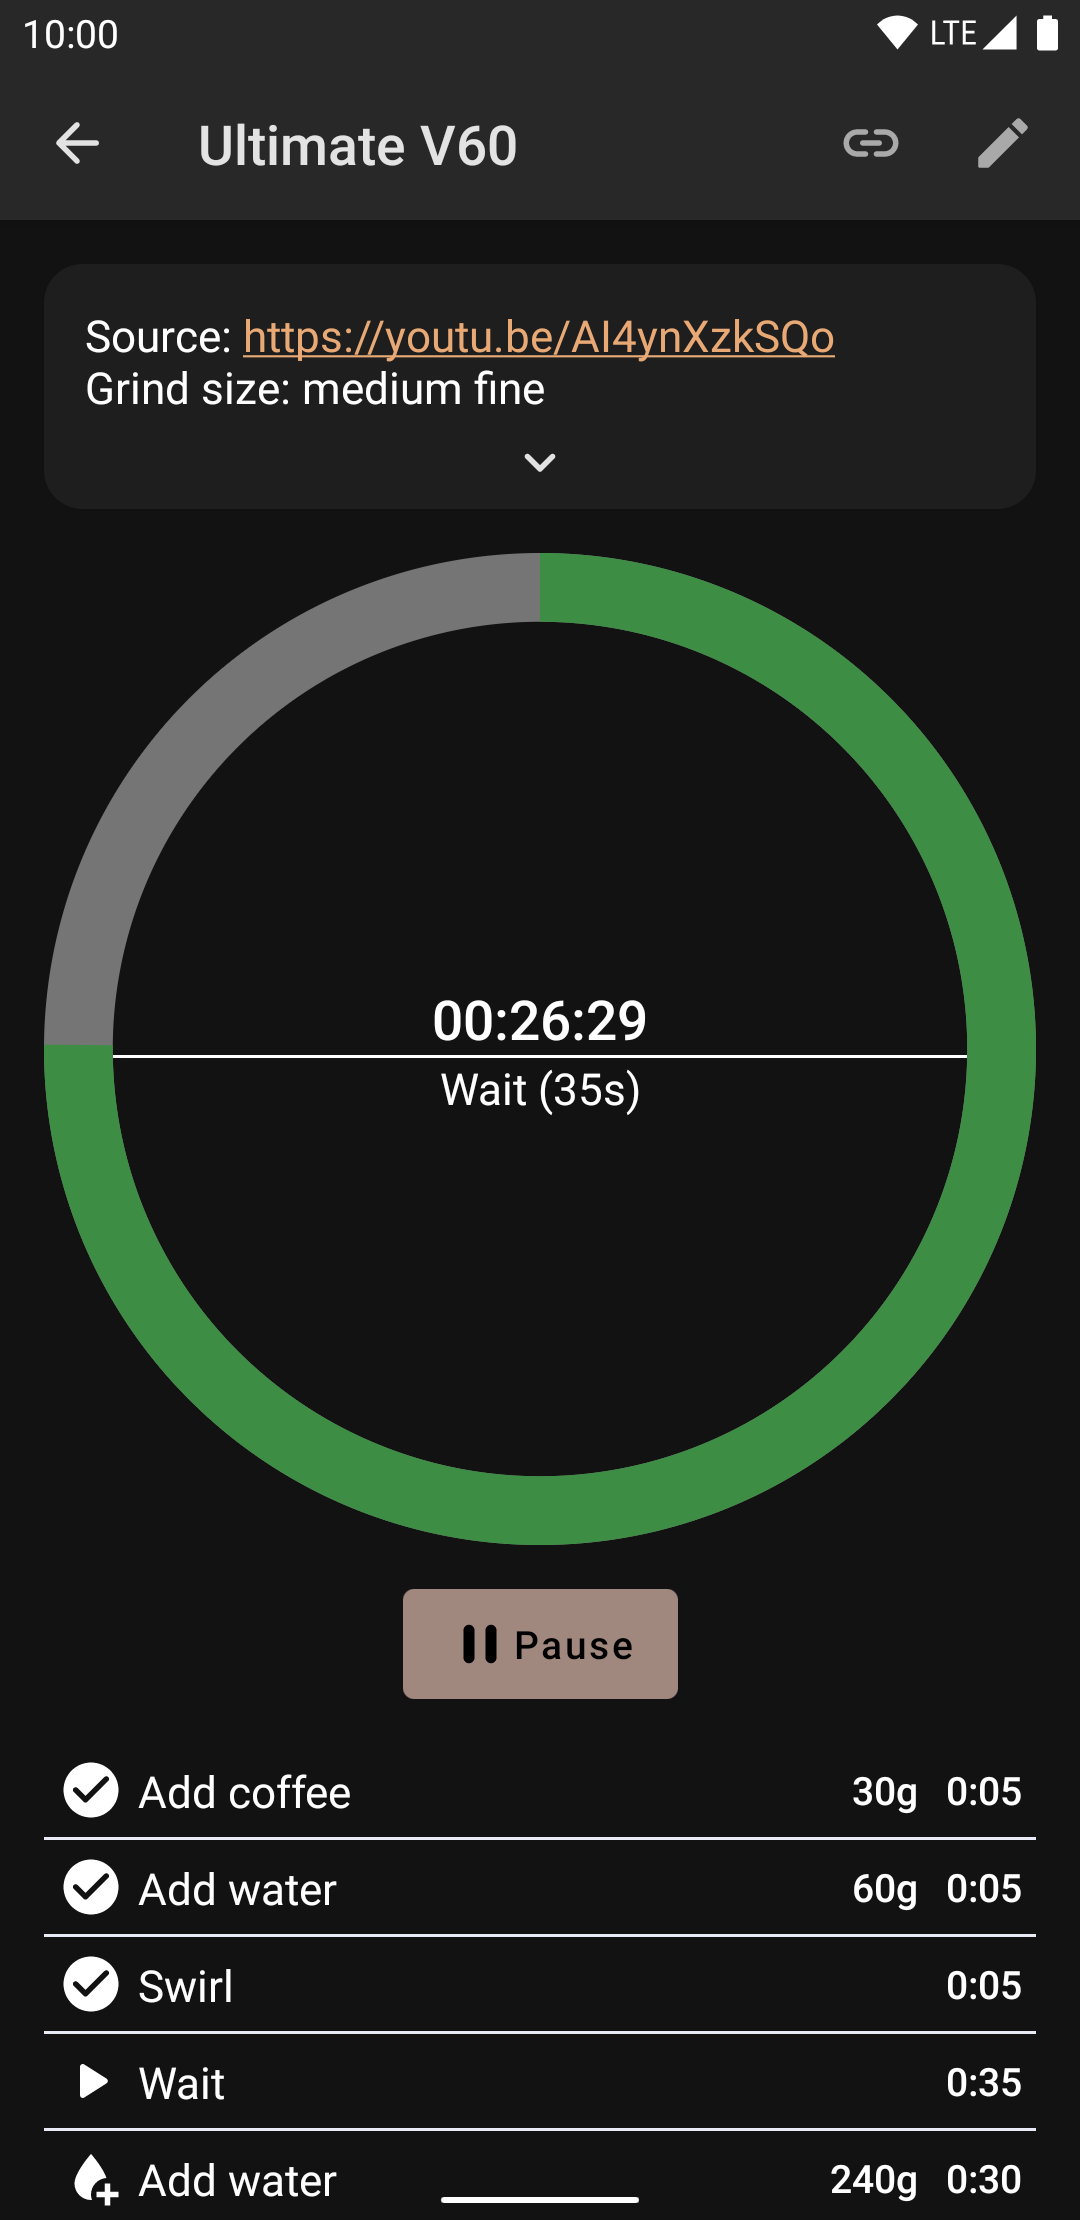 10:00 LTE
Ultimate V60
Source: https://youtu.be/AI4ynXzkSQo
Grind size: medium fine
00:26:29
Wait (35s)
Pause
Add coffee 30g 0:05
Add water 60g 0:05
Swirl 0:05
Wait 0:35
Add water 240g 0:30